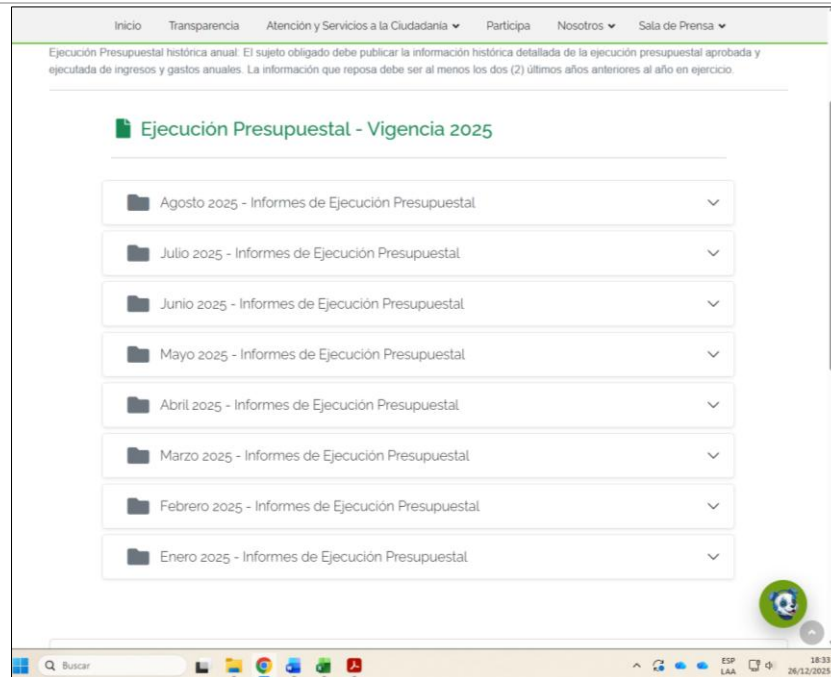 Inicio Transparencia Atención y Servicios a la Ciudadanía Participa Nosotros Sala de Prensa
Ejecución Presupuestal histórica anual: El sujeto obligado debe publicar la información histórica detallada de la ejecución presupuestal aprobada y
ejecutada de ingresos y gastos anuales. La información que reposa debe ser al menos los dos (2) últimos años anteriores al año en ejercicio.
Ejecución Presupuestal - Vigencia 2025
Agosto 2025 - Informes de Ejecución Presupuestal
Julio 2025 - Informes de Ejecución Presupuestal
Junio 2025 - Informes de Ejecución Presupuestal
Mayo 2025 - Informes de Ejecución Presupuestal
Abril 2025 - Informes de Ejecución Presupuestal
Marzo 2025 - Informes de Ejecución Presupuestal
Febrero 2025 - Informes de Ejecución Presupuestal
Enero 2025 - Informes de Ejecución Presupuestal
Buscar
ESP
LAA
18:33
26/12/2025